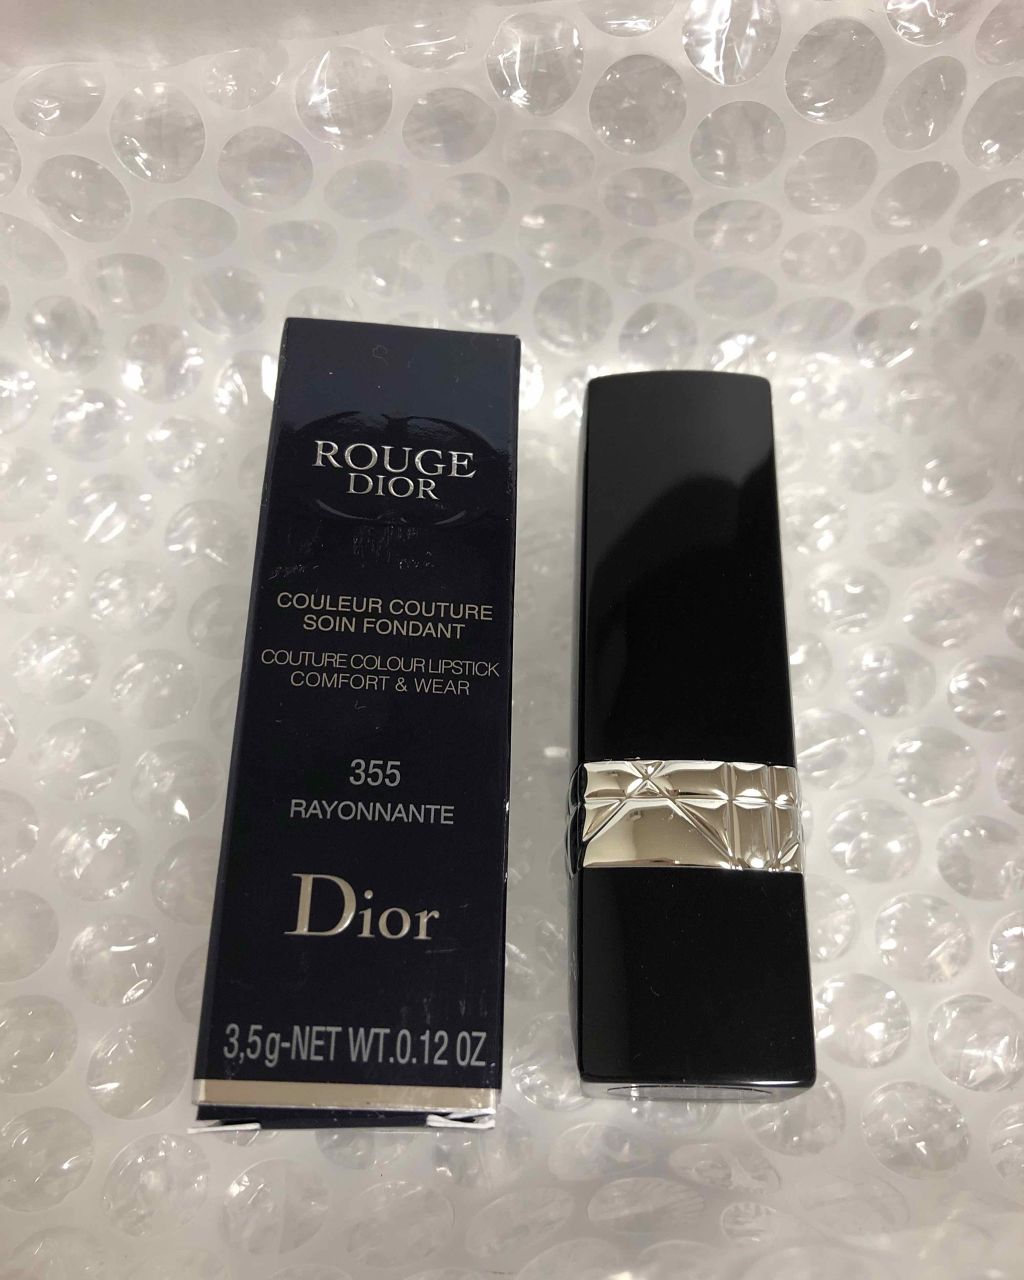 ROUGE
DIOR
COULEUR COUTURE
SOIN FONDANT
COUTURE COLOUR LIPSTICK
COMFORT & WEAR
355
RAYONNANTE
Dior
3,5g-NET WT.0.12 OZ.